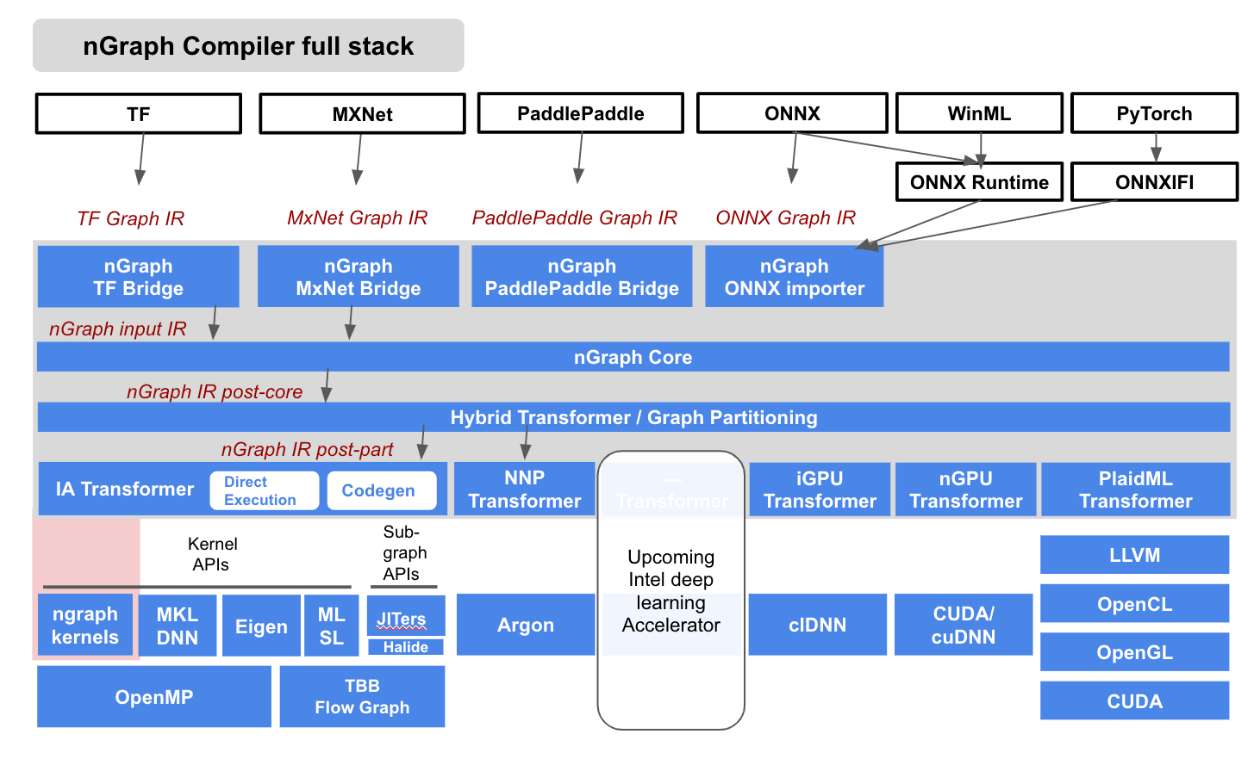 nGraph Compiler full stack
TF
MXNet
PaddlePaddle
ONNX
WinML
PyTorch
ONNX Runtime
ONNXIFI
TF Graph IR
MxNet Graph IR
PaddlePaddle Graph IR
ONNX Graph IR
nGraph
TF Bridge
nGraph
MxNet Bridge
nGraph
PaddlePaddle Bridge
nGraph
ONNX importer
nGraph input IR
nGraph Core
nGraph IR post-core
Hybrid Transformer / Graph Partitioning
nGraph IR post-part
IA Transformer
Direct
Execution
Codegen
NNP
Transformer
Transformer
iGPU
Transformer
nGPU
Transformer
PlaidML
Transformer
Kernel
APIs
Sub-
graph
APIs
Upcoming
Intel deep
learning
Accelerator
ngraph
kernels
MKL
DNN
Eigen
ML
SL
JITers
Halide
Argon
clDNN
CUDA/
cuDNN
LLVM
OpenCL
OpenGL
CUDA
OpenMP
TBB
Flow Graph